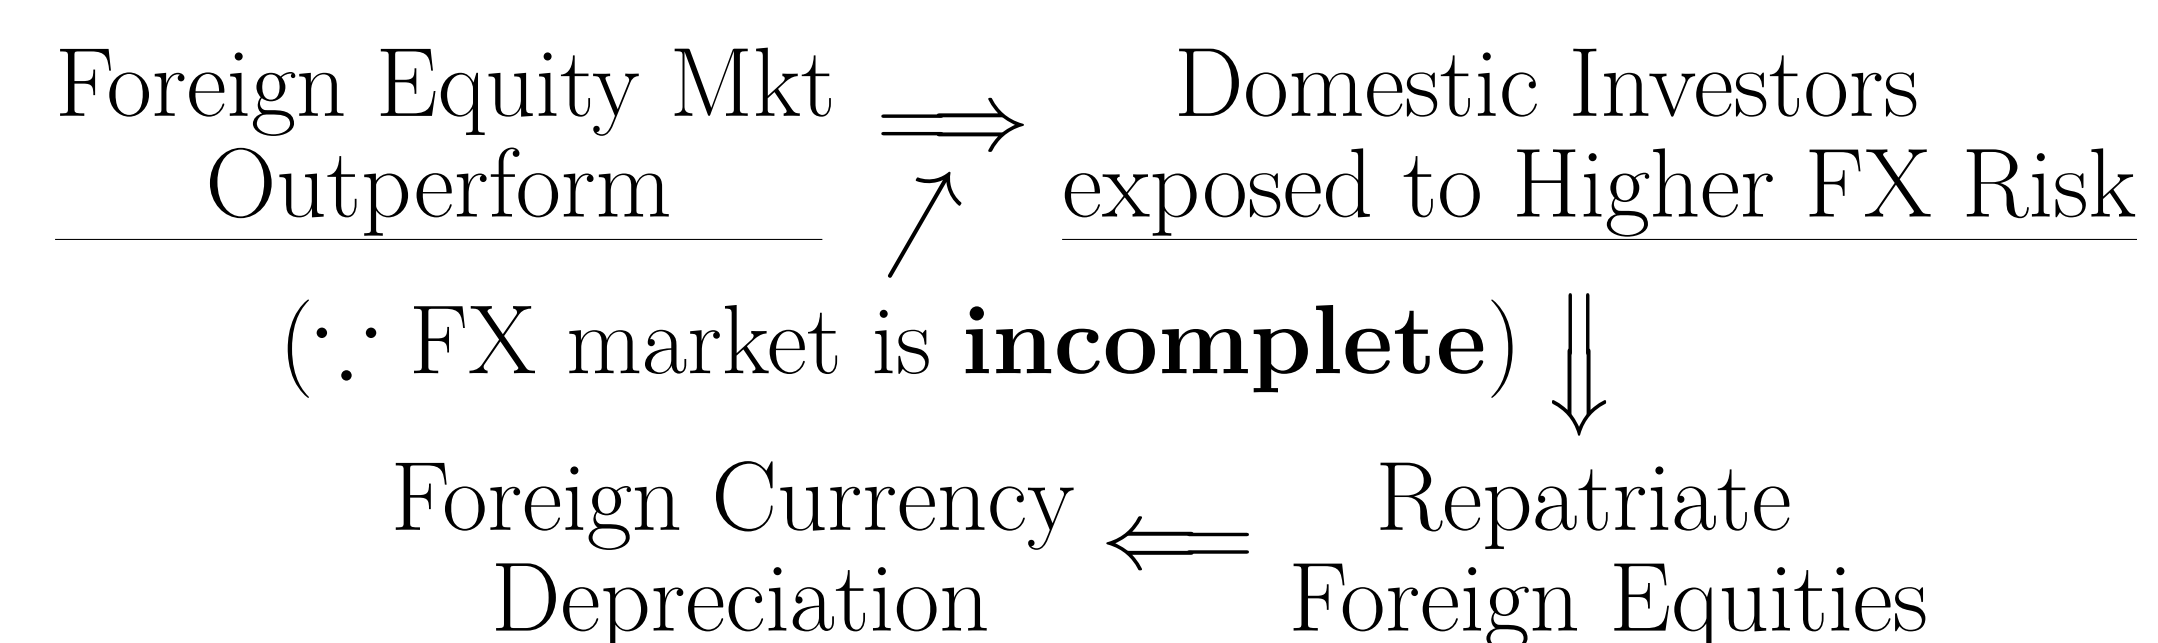 Foreign Equity Mkt
Outperform
⟹
Domestic Investors
exposed to Higher FX Risk
(∵ FX market is incomplete)
Repatriate
Foreign Equities
⟸
Foreign Currency
Depreciation